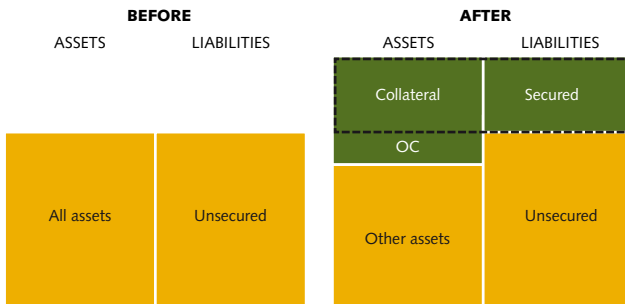 BEFORE
ASSETS
LIABILITIES
All assets
Unsecured
AFTER
ASSETS
LIABILITIES
Collateral
Secured
OC
Other assets
Unsecured